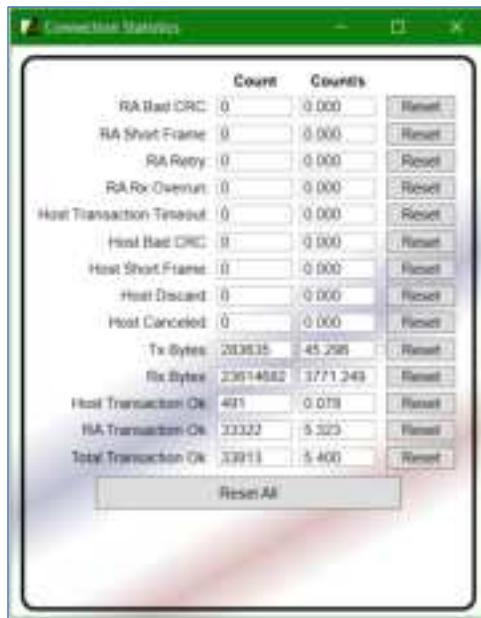 Connection Statistics
Count Count/s
RA Bad CRC 0 0.000 Reset
RA Short Frame 0 0.000 Reset
RA Retry 0 0.000 Reset
RA Rx Overrun 0 0.000 Reset
Host Transaction Timeout 0 0.000 Reset
Host Bad CRC 0 0.000 Reset
Host Short Frame 0 0.000 Reset
Host Discard 0 0.000 Reset
Host Canceled 0 0.000 Reset
Tx Bytes 283635 45.296 Reset
Rx Bytes 23614682 3771.249 Reset
Host Transaction Ok 491 0.078 Reset
RA Transaction Ok 33322 5.323 Reset
Total Transaction Ok 33813 5.400 Reset
Reset All